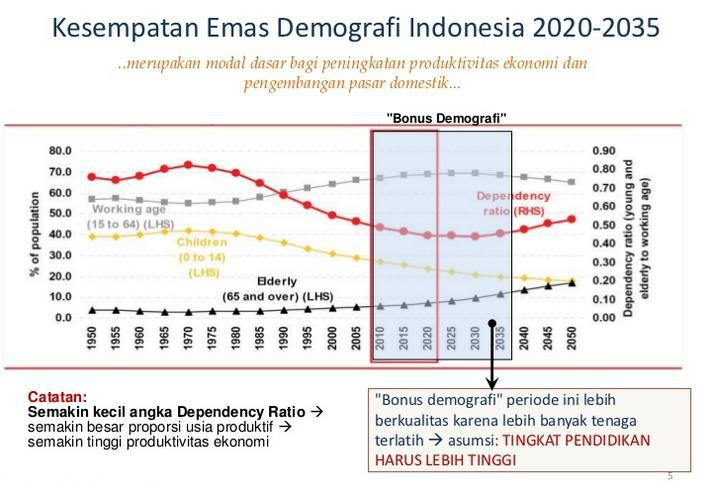 Kesempatan Emas Demografi Indonesia 2020-2035
..merupakan modal dasar bagi peningkatan produktivitas ekonomi dan
pengembangan pasar domestik...
"Bonus Demografi"
% of population
80.0
70.0
60.0
50.0
40.0
30.0
20.0
10.0
0.0
Working age
(15 to 64) (LHS)
Children
(0 to 14)
(LHS)
Elderly
(65 and over) (LHS)
Dependency
ratio (RHS)
0.90
0.80
0.70
0.60
0.50
0.40
0.30
0.20
0.10
0.00
Dependency ratio (young and
elderly to working age)
1950 1955 1960 1965 1970 1975 1980 1985 1990 1995 2000 2005 2010 2015 2020 2025 2030 2035 2040 2045 2050
Catatan:
Semakin kecil angka Dependency Ratio →
semakin besar proporsi usia produktif →
semakin tinggi produktivitas ekonomi
"Bonus demografi" periode ini lebih
berkualitas karena lebih banyak tenaga
terlatih → asumsi: TINGKAT PENDIDIKAN
HARUS LEBIH TINGGI
5